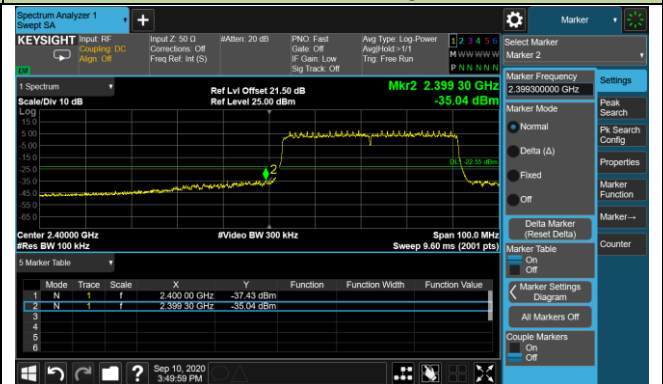 Spectrum Analyzer 1
Swept SA
+
Marker
KEYSIGHT
Input: RF
Coupling: DC
Align: Off
Input Z: 50 Ω
Corrections: Off
Freq Ref: Int (S)
#Atten: 20 dB
PNO: Fast
Gate: Off
IF Gain: Low
Sig Track: Off
Avg Type: Log-Power
Avg|Hold:>1/1
Trig: Free Run
1 2 3 4 5 6
M W W W W W
P N N N N N
LXI
Select Marker
Marker 2
1 Spectrum
Scale/Div 10 dB
Ref Lvl Offset 21.50 dB
Ref Level 25.00 dBm
Mkr2 2.399 30 GHz
-35.04 dBm
Log
15.0
5.00
-5.00
-15.0
-25.0
-35.0
-45.0
-55.0
-65.0
2
DL1 -22.55 dBm
Center 2.40000 GHz
#Video BW 300 kHz
Span 100.0 MHz
#Res BW 100 kHz
Sweep 9.60 ms (2001 pts)
5 Marker Table
Mode Trace Scale X Y Function Function Width Function Value
1 N 1 f 2.400 00 GHz -37.43 dBm
2 N 1 f 2.399 30 GHz -35.04 dBm
3
4
5
6
Marker Frequency
2.399300000 GHz
Marker Mode
Normal
Delta (Δ)
Fixed
Off
Delta Marker
(Reset Delta)
Marker Table
On
Off
Marker Settings
Diagram
All Markers Off
Couple Markers
On
Off
Settings
Peak
Search
Pk Search
Config
Properties
Marker
Function
Marker→
Counter
?
Sep 10, 2020
3:49:59 PM